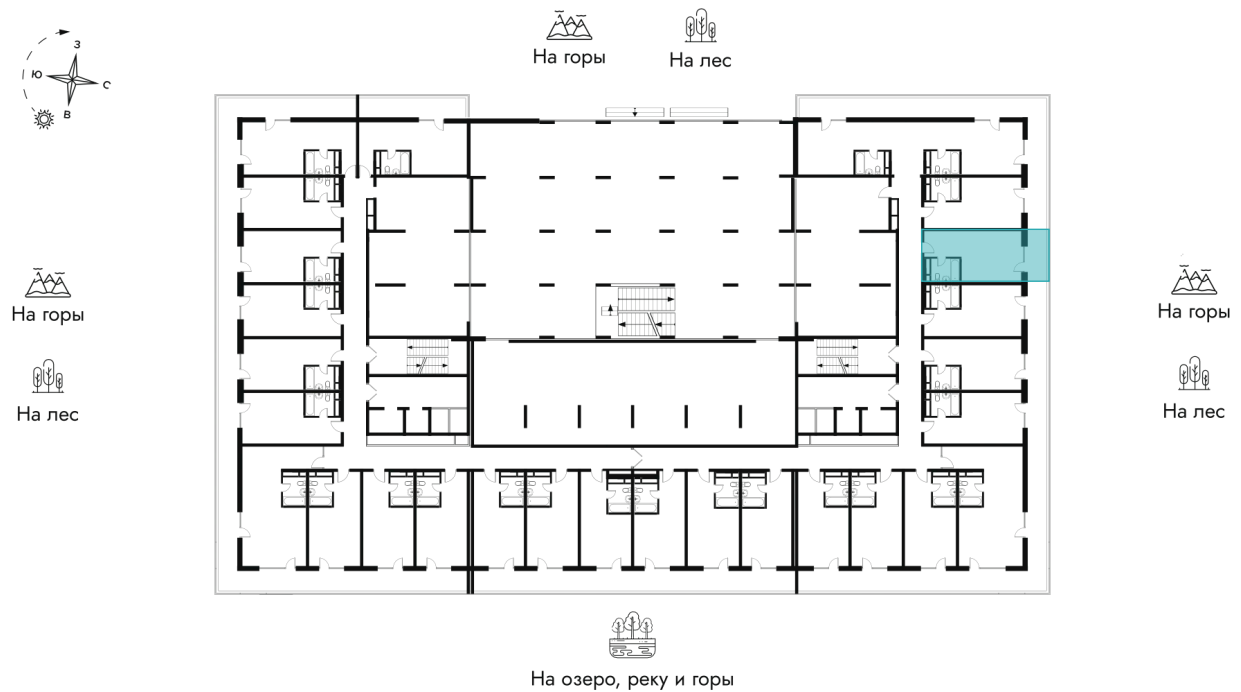 На горы
На лес
З
Ю
С
В
На горы
На лес
На горы
На лес
На озеро, реку и горы